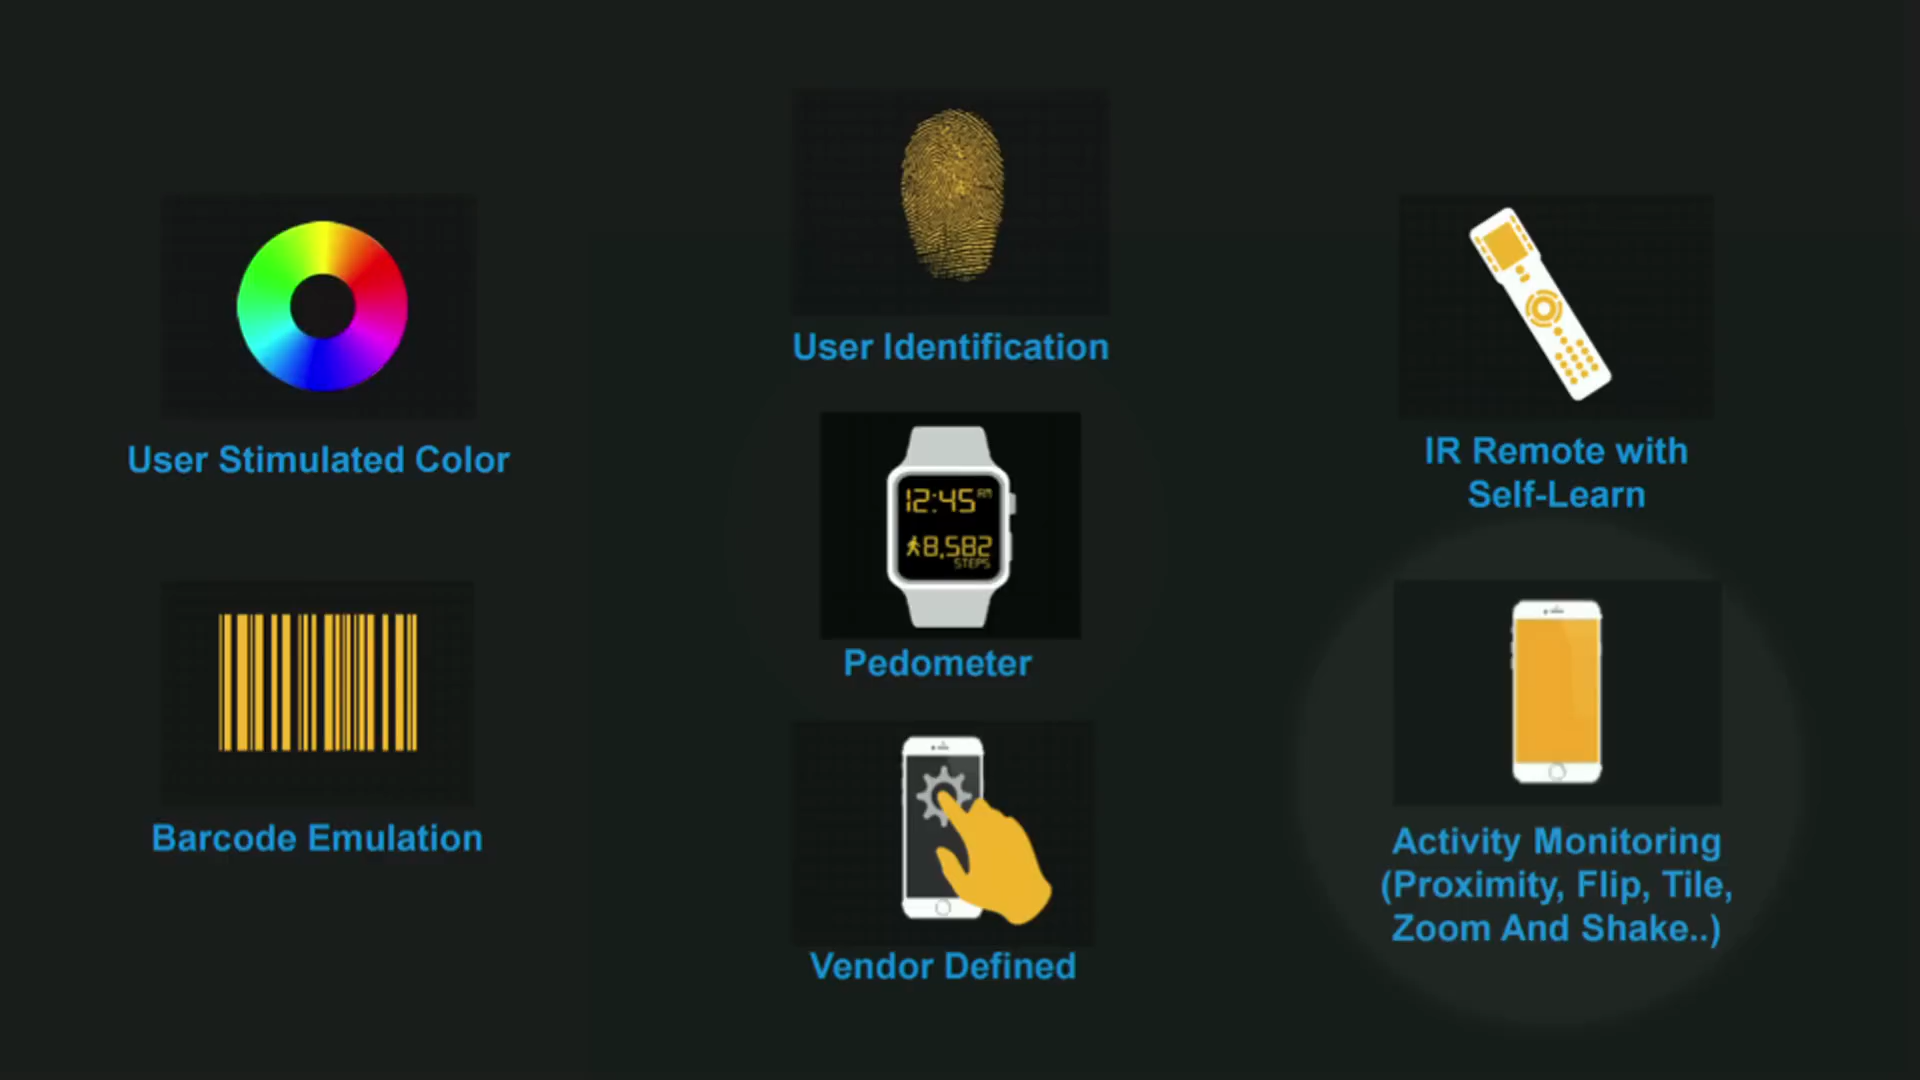 User Identification
User Stimulated Color
IR Remote with
Self-Learn
12:45 AM
8,582
STEPS
Pedometer
Barcode Emulation
Activity Monitoring
(Proximity, Flip, Tile,
Zoom And Shake..)
Vendor Defined